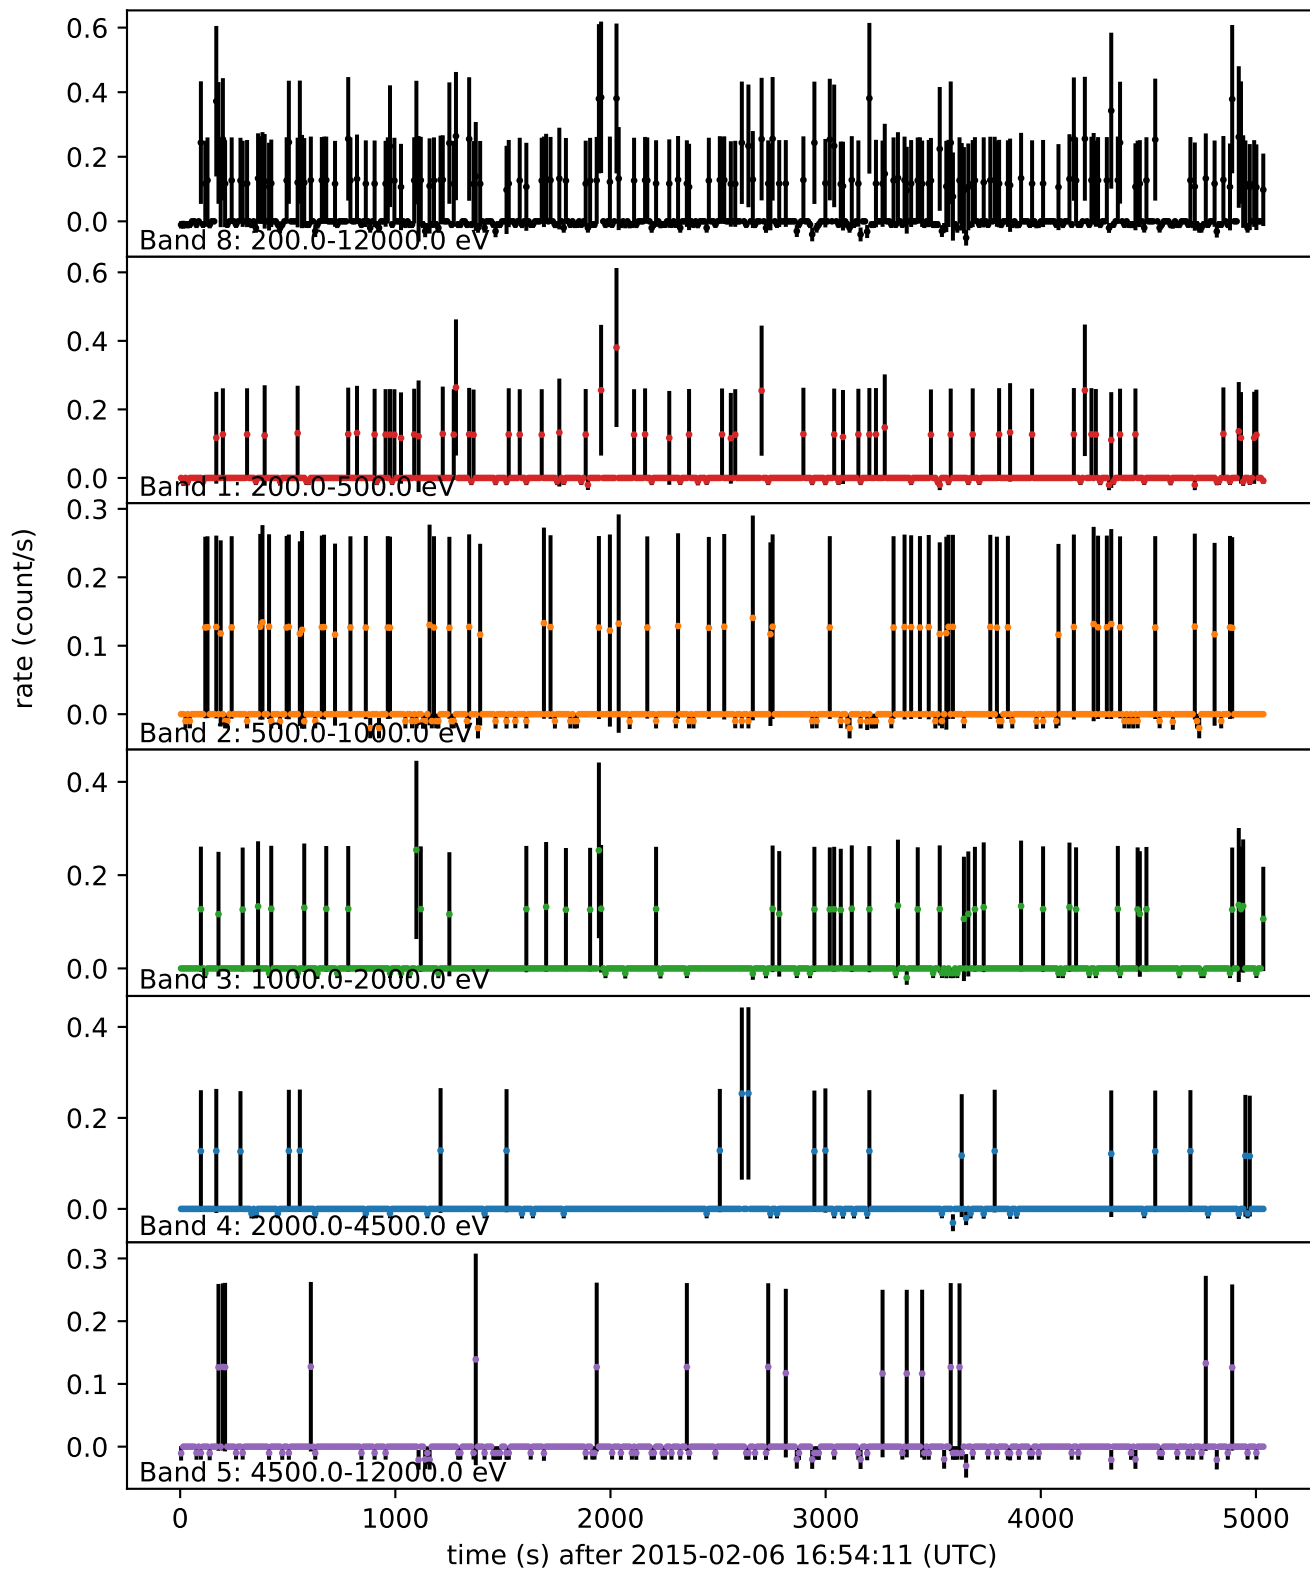 0.6
0.4
0.2
0.0
Band 8: 200.0-12000.0 eV
0.6
0.4
0.2
0.0
Band 1: 200.0-500.0 eV
0.3
0.2
0.1
0.0
Band 2: 500.0-1000.0 eV
rate (count/s)
0.4
0.2
0.0
Band 3: 1000.0-2000.0 eV
0.4
0.2
0.0
Band 4: 2000.0-4500.0 eV
0.3
0.2
0.1
0.0
Band 5: 4500.0-12000.0 eV
0 1000 2000 3000 4000 5000
time (s) after 2015-02-06 16:54:11 (UTC)